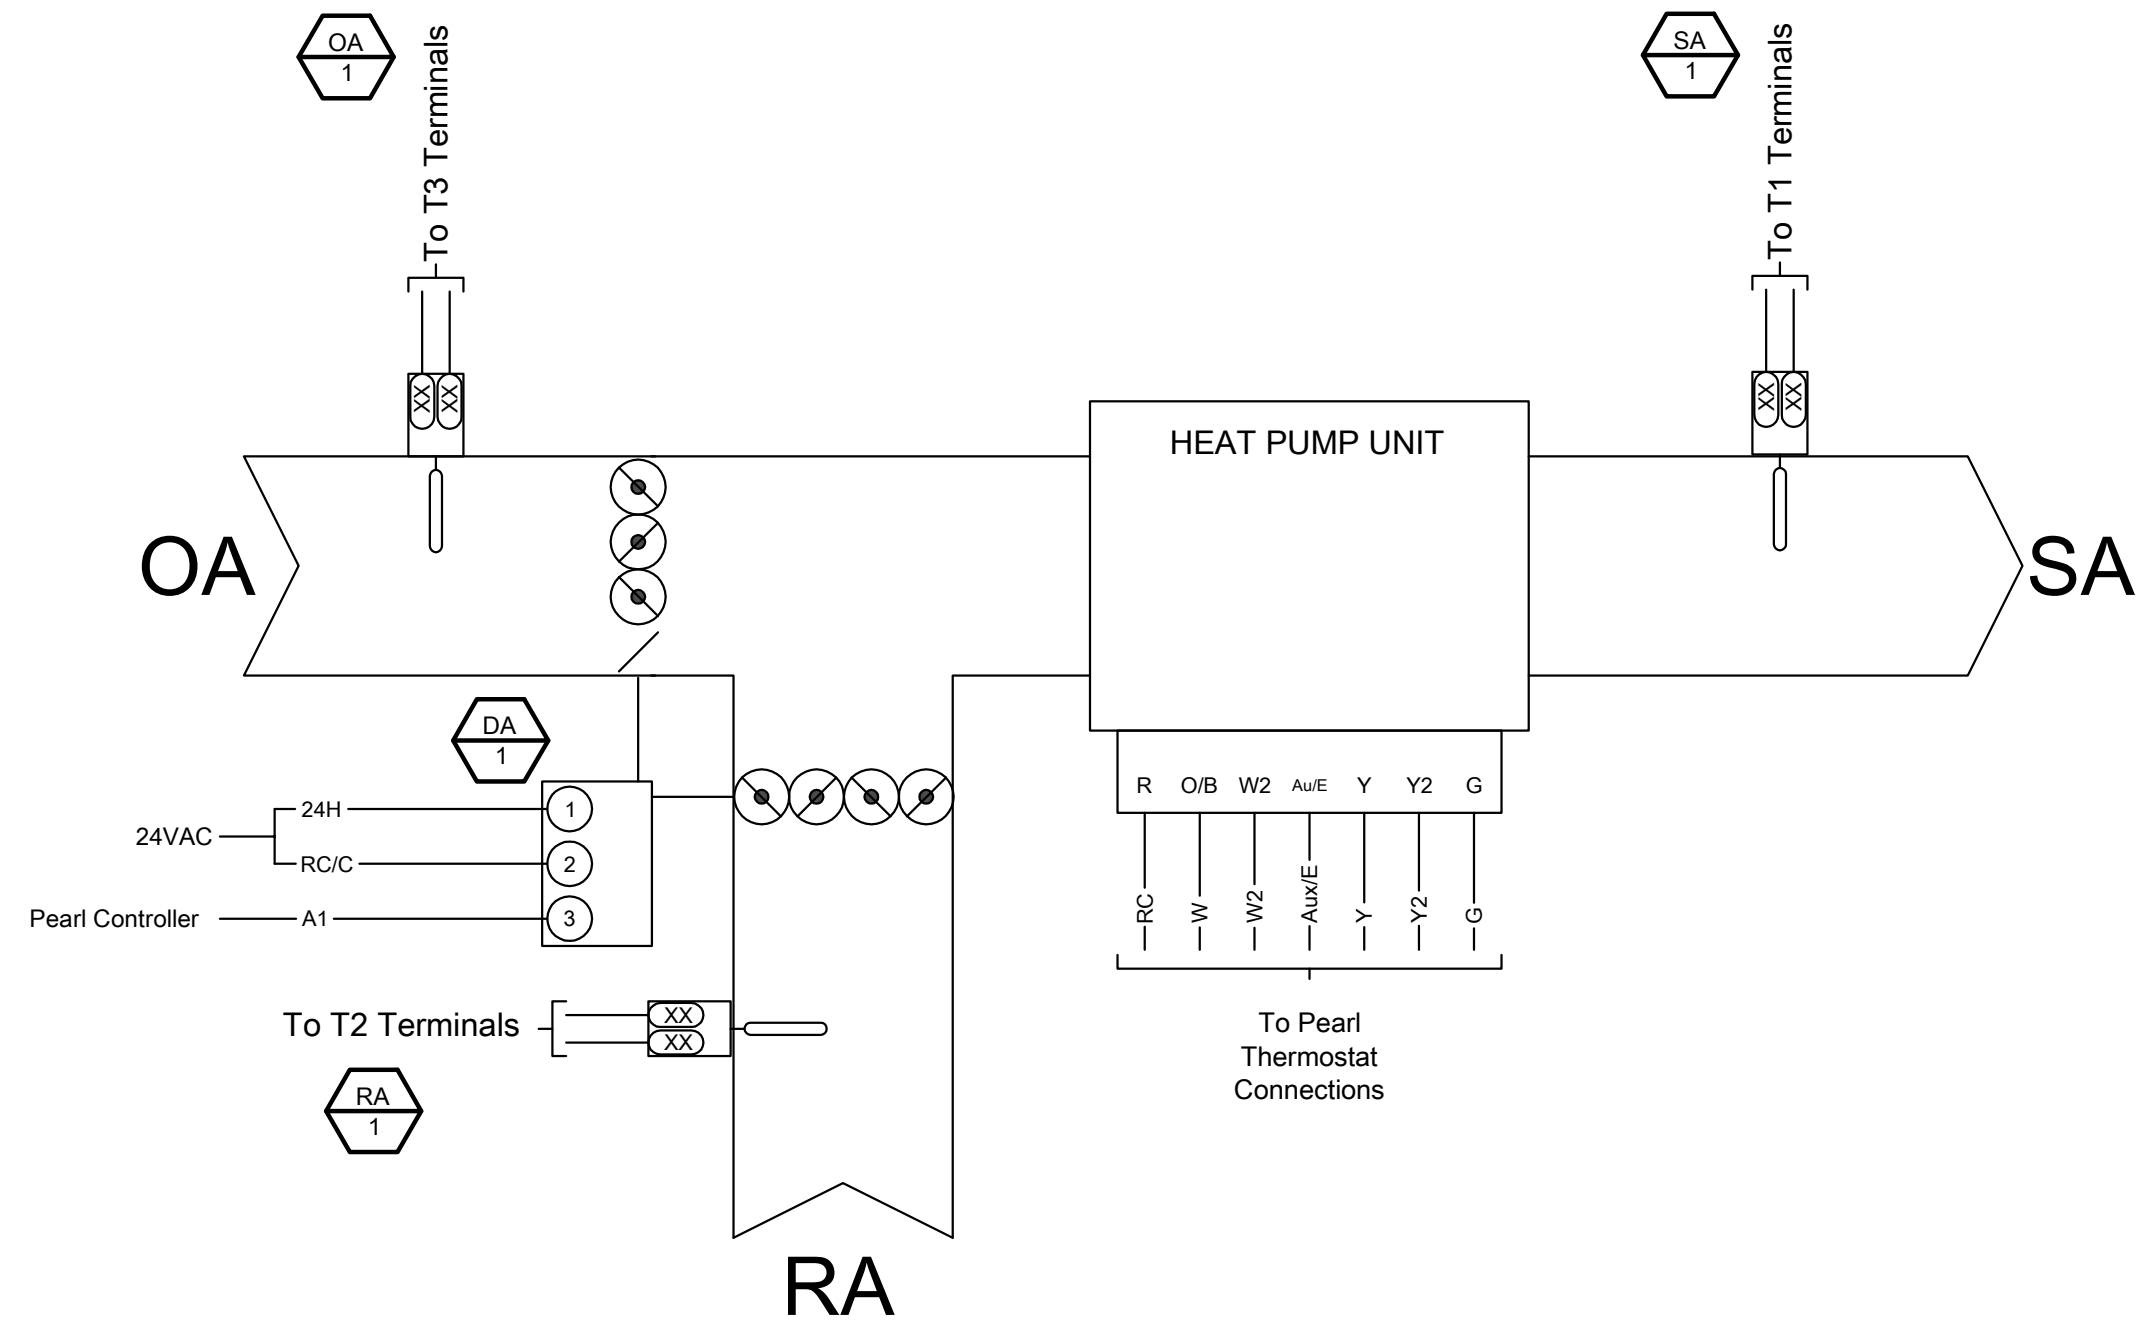 OA
1
To T3 Terminals
SA
1
To T1 Terminals
XX
XX
XX
XX
HEAT PUMP UNIT
OA
SA
DA
1
R O/B W2 Au/E Y Y2 G
24VAC
24H
1
RC/C
2
Pearl Controller
A1
3
RC
W
W2
Aux/E
Y
Y2
G
To T2 Terminals
XX
XX
To Pearl
Thermostat
Connections
RA
1
RA